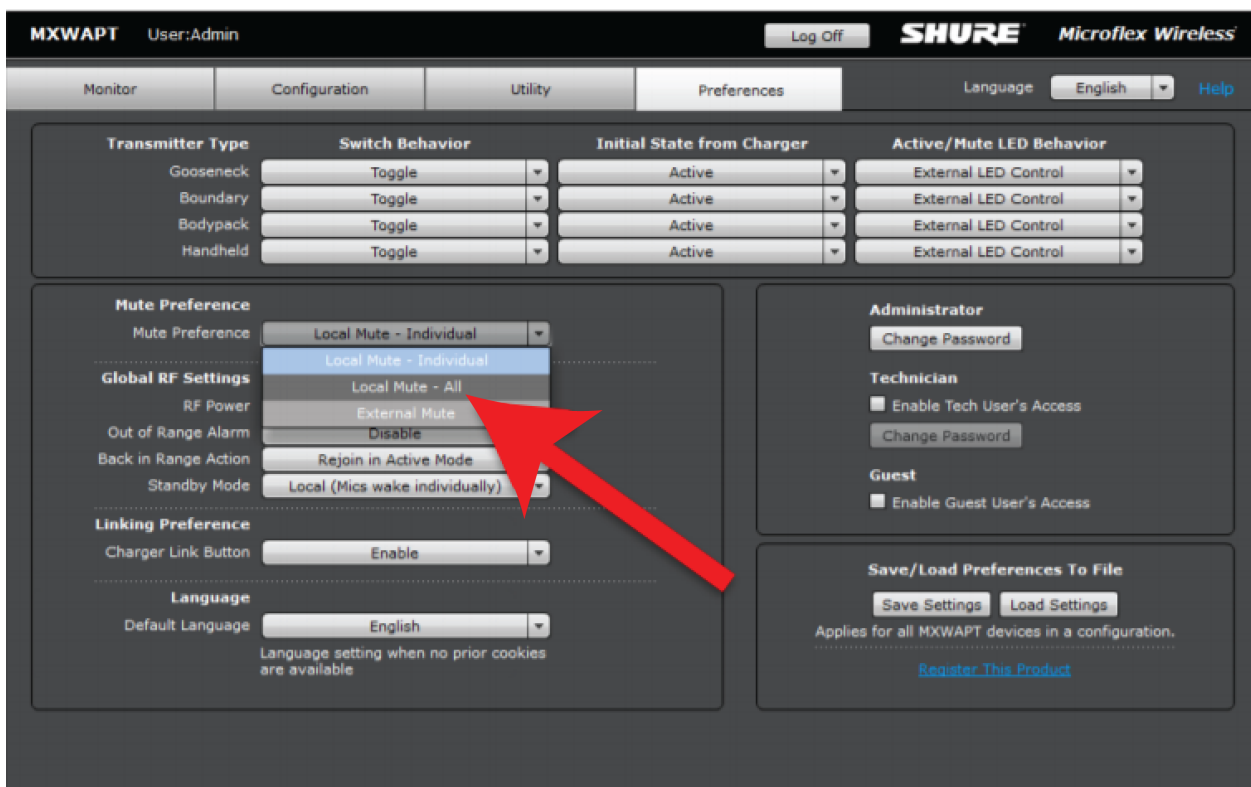 MXWAPT User:Admin Log Off SHURE Microflex Wireless
Monitor Configuration Utility Preferences Language English Help
Transmitter Type Switch Behavior Initial State from Charger Active/Mute LED Behavior
Gooseneck Toggle Active External LED Control
Boundary Toggle Active External LED Control
Bodypack Toggle Active External LED Control
Handheld Toggle Active External LED Control
Mute Preference
Mute Preference Local Mute - Individual
Local Mute - Individual
Local Mute - All
External Mute
Global RF Settings
RF Power
Out of Range Alarm Disable
Back in Range Action Rejoin in Active Mode
Standby Mode Local (Mics wake individually)
Linking Preference
Charger Link Button Enable
Language
Default Language English
Language setting when no prior cookies
are available
Administrator
Change Password
Technician
Enable Tech User's Access
Change Password
Guest
Enable Guest User's Access
Save/Load Preferences To File
Save Settings Load Settings
Applies for all MXWAPT devices in a configuration.
Register This Product